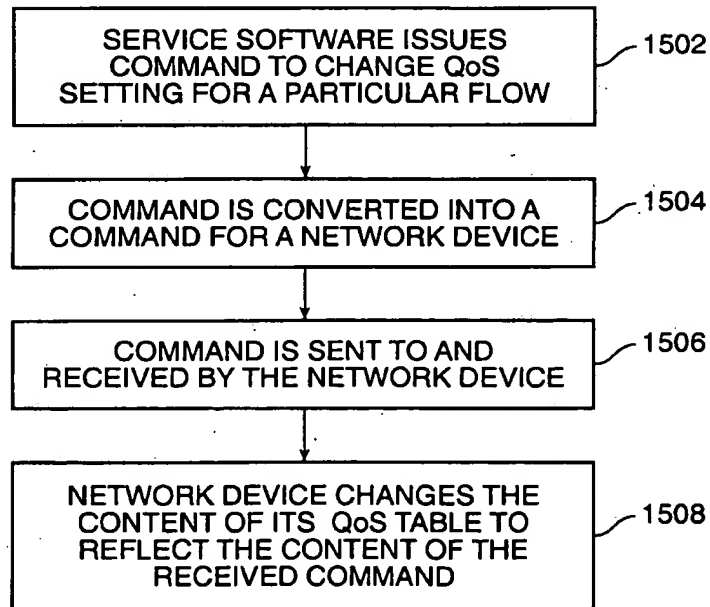 SERVICE SOFTWARE ISSUES
COMMAND TO CHANGE QoS
SETTING FOR A PARTICULAR FLOW
1502
COMMAND IS CONVERTED INTO A
COMMAND FOR A NETWORK DEVICE
1504
COMMAND IS SENT TO AND
RECEIVED BY THE NETWORK DEVICE
1506
NETWORK DEVICE CHANGES THE
CONTENT OF ITS QoS TABLE TO
REFLECT THE CONTENT OF THE
RECEIVED COMMAND
1508